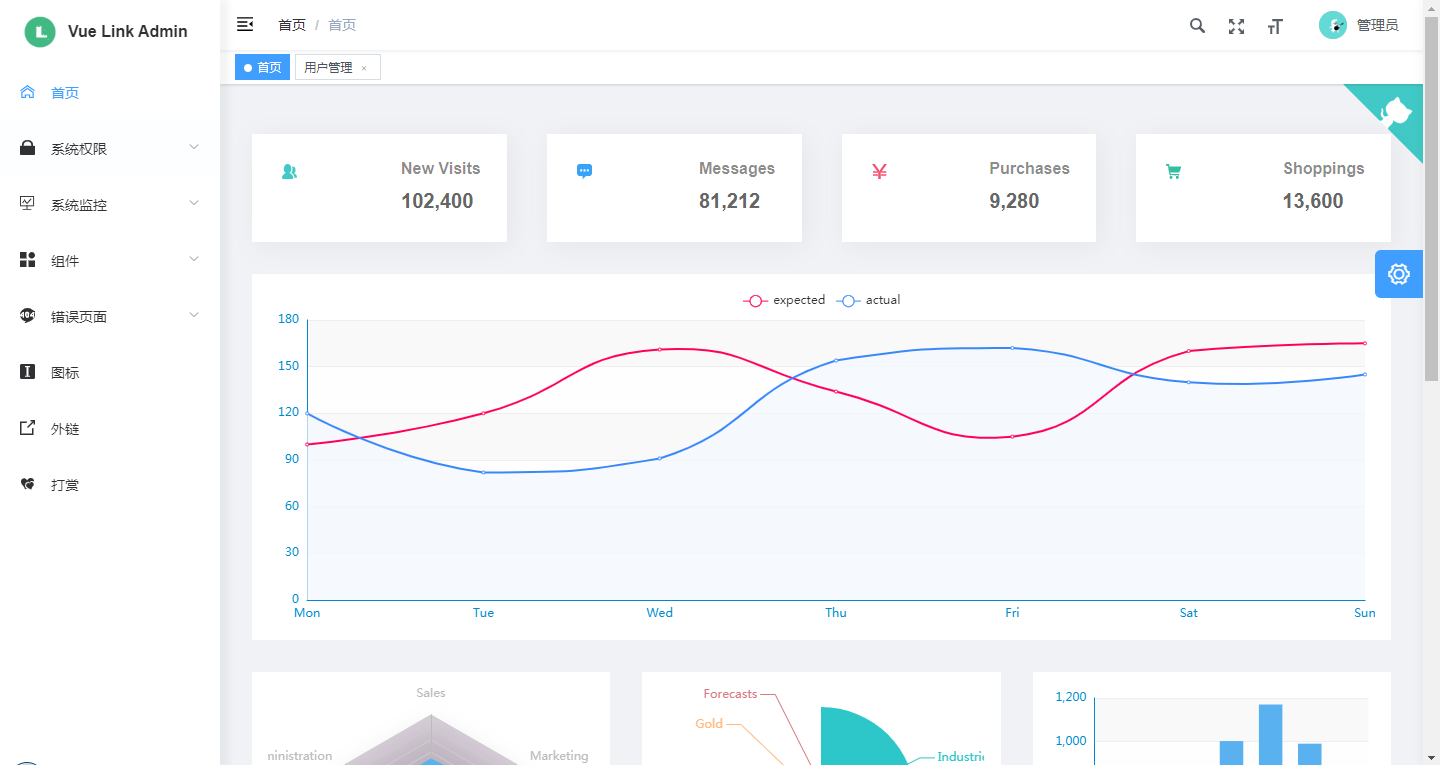 Vue Link Admin
首页
系统权限
系统监控
组件
404
错误页面
图标
外链
打赏
首页 / 首页
管理员
首页
用户管理 ×
New Visits
102,400
Messages
81,212
Purchases
9,280
Shoppings
13,600
expected
actual
180
150
120
90
60
30
0
Mon
Tue
Wed
Thu
Fri
Sat
Sun
Sales
ninistration
Marketing
Forecasts
Gold
Industri
1,200
1,000